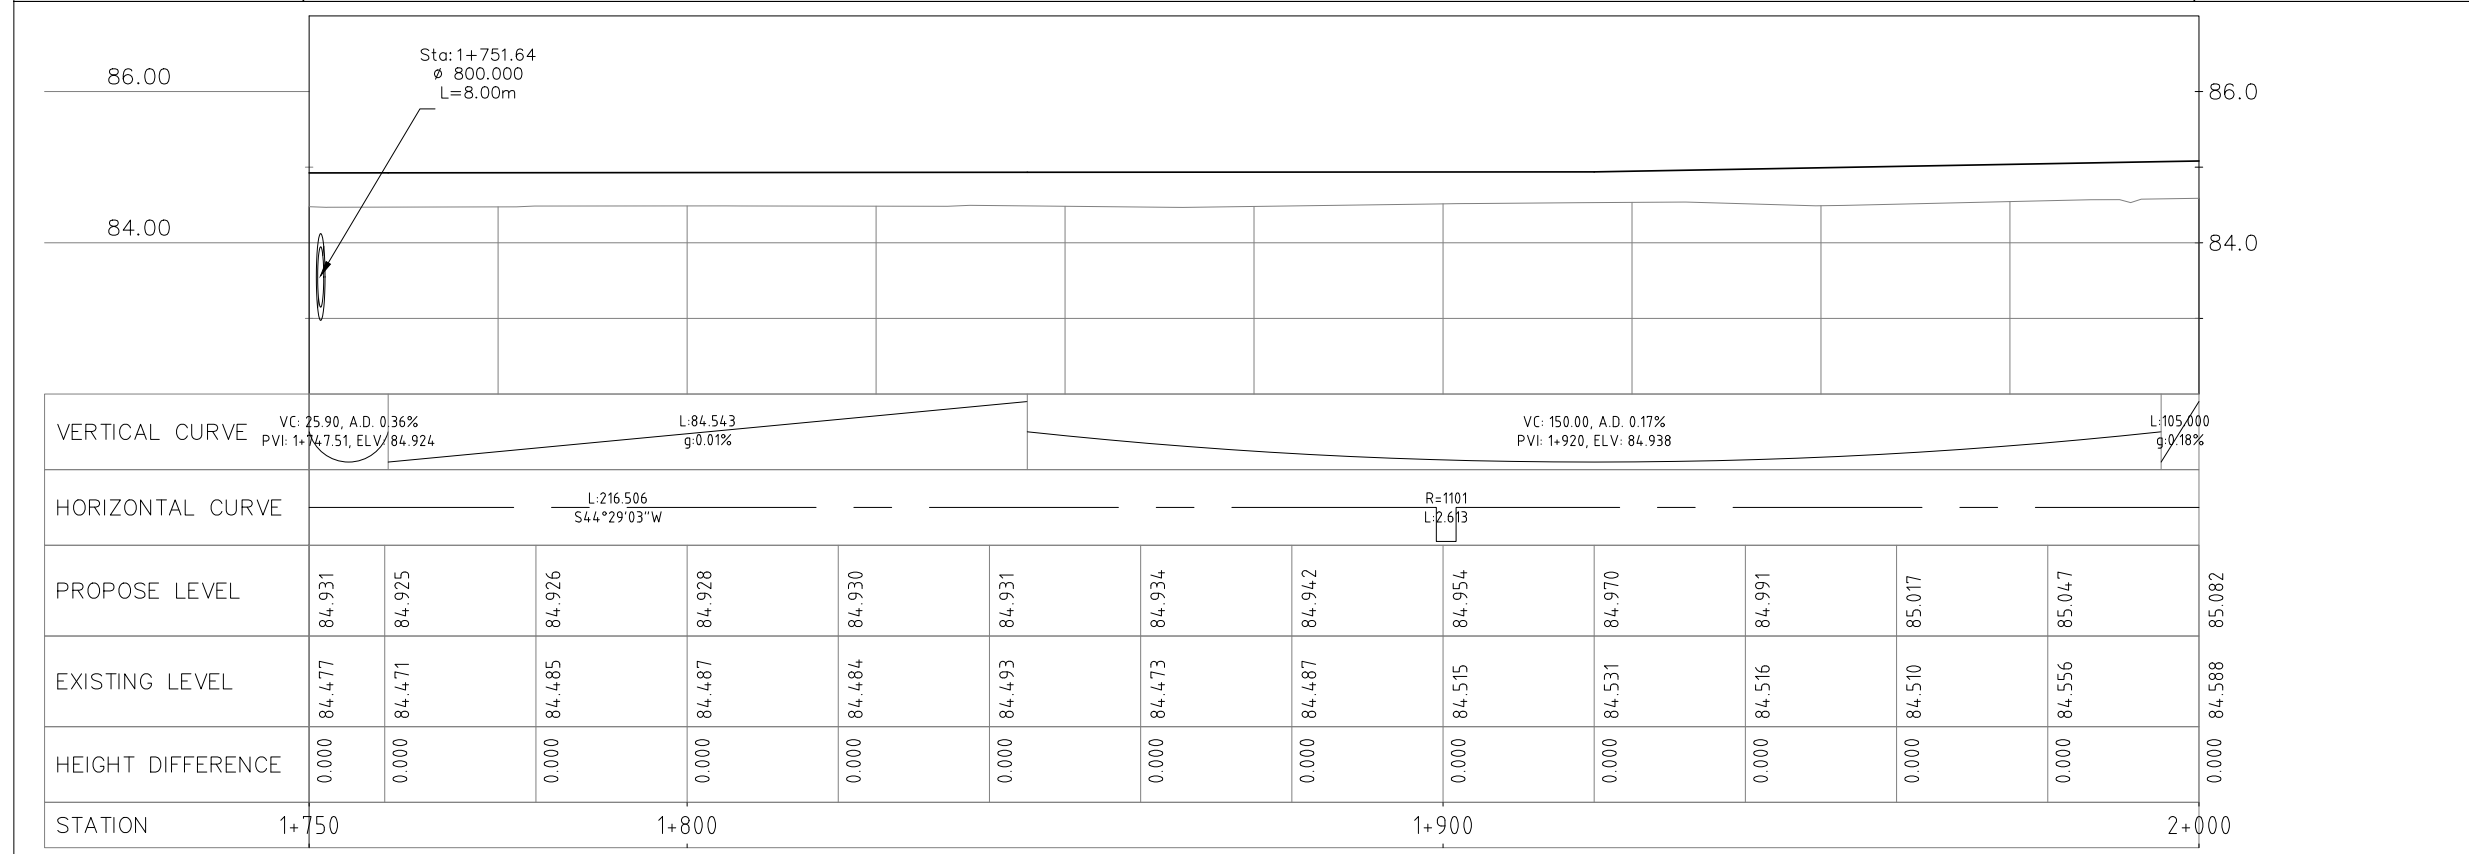 Sta:1+751.64
ø 800.000
L=8.00m
86.00
86.0
84.00
84.0
VERTICAL CURVE
VC: 25.90, A.D. 0.36%
PVI: 1+747.51, ELV: 84.924
L:84.543
g:0.01%
VC: 150.00, A.D. 0.17%
PVI: 1+920, ELV: 84.938
L:105.000
g:0.18%
HORIZONTAL CURVE
L:216.506
S44°29'03"W
R=1101
L:2.613
PROPOSE LEVEL 84.931 84.925 84.926 84.928 84.930 84.931 84.934 84.942 84.954 84.970 84.991 85.017 85.047 85.082
EXISTING LEVEL 84.477 84.471 84.485 84.487 84.484 84.493 84.473 84.487 84.515 84.531 84.516 84.510 84.556 84.588
HEIGHT DIFFERENCE 0.000 0.000 0.000 0.000 0.000 0.000 0.000 0.000 0.000 0.000 0.000 0.000 0.000 0.000
STATION 1+750 1+800 1+900 2+000